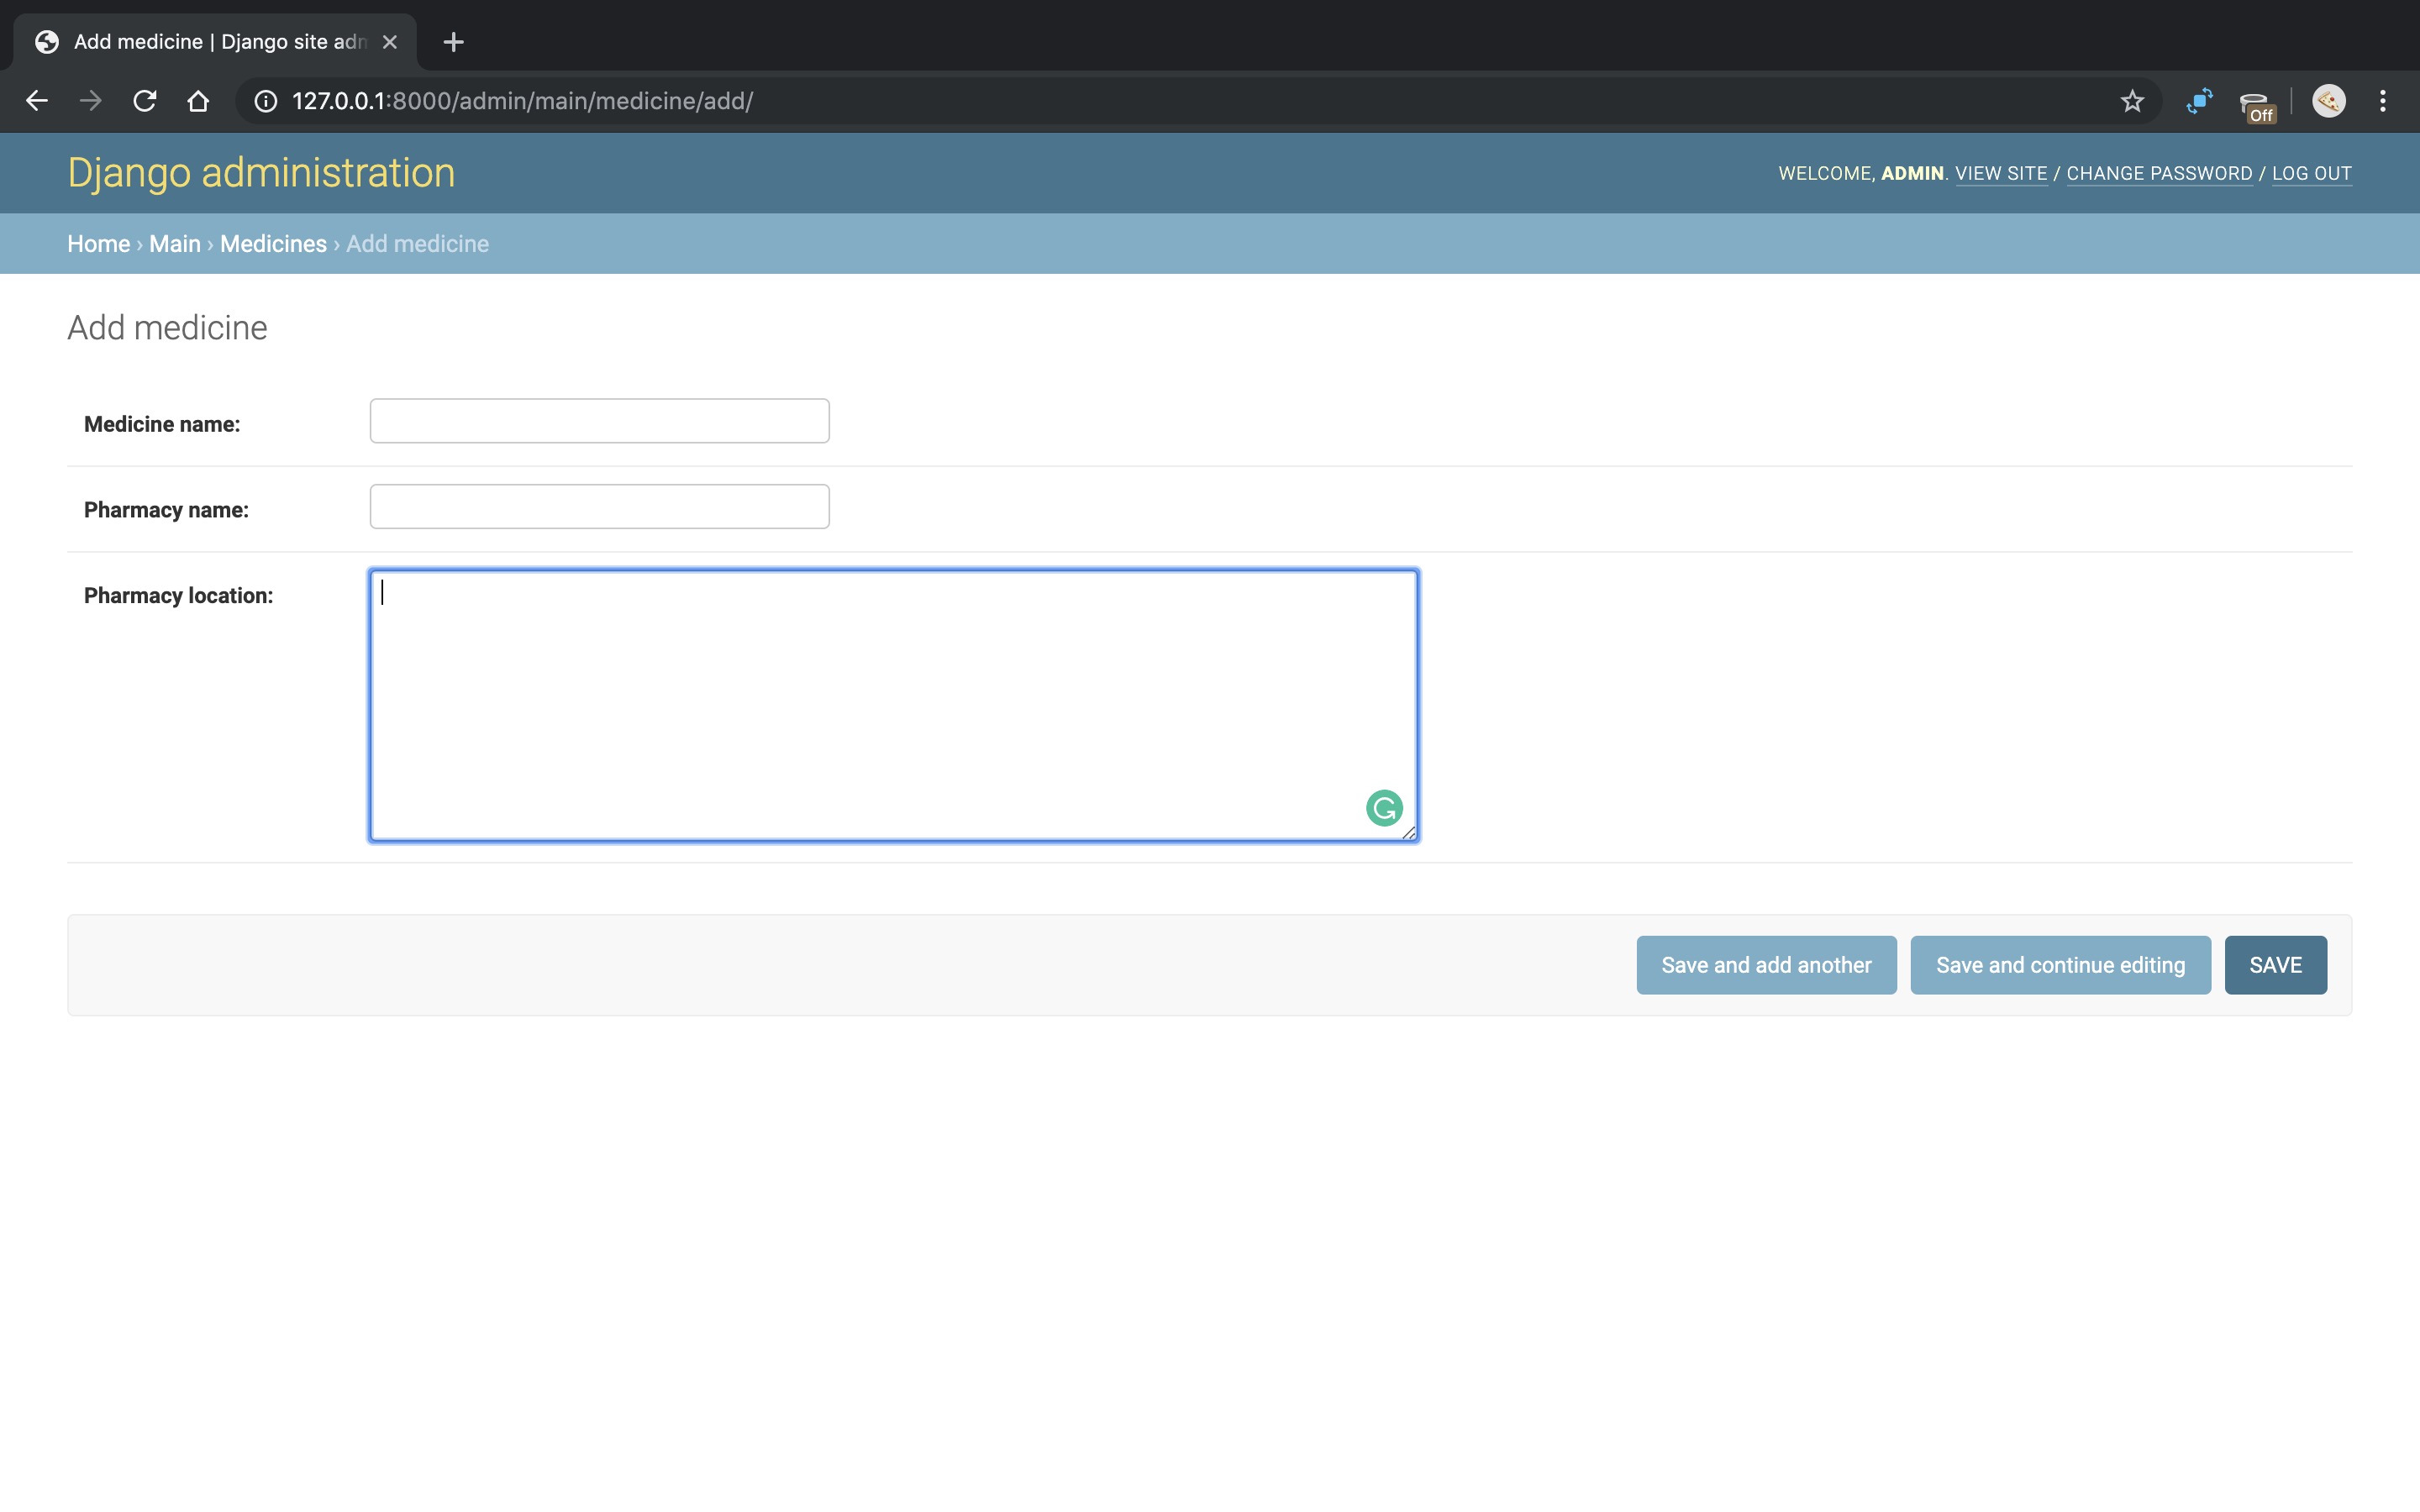 Add medicine | Django site adm
127.0.0.1:8000/admin/main/medicine/add/
Off
Django administration
WELCOME, ADMIN. VIEW SITE / CHANGE PASSWORD / LOG OUT
Home › Main › Medicines › Add medicine
Add medicine
Medicine name:
Pharmacy name:
Pharmacy location:
Save and add another
Save and continue editing
SAVE